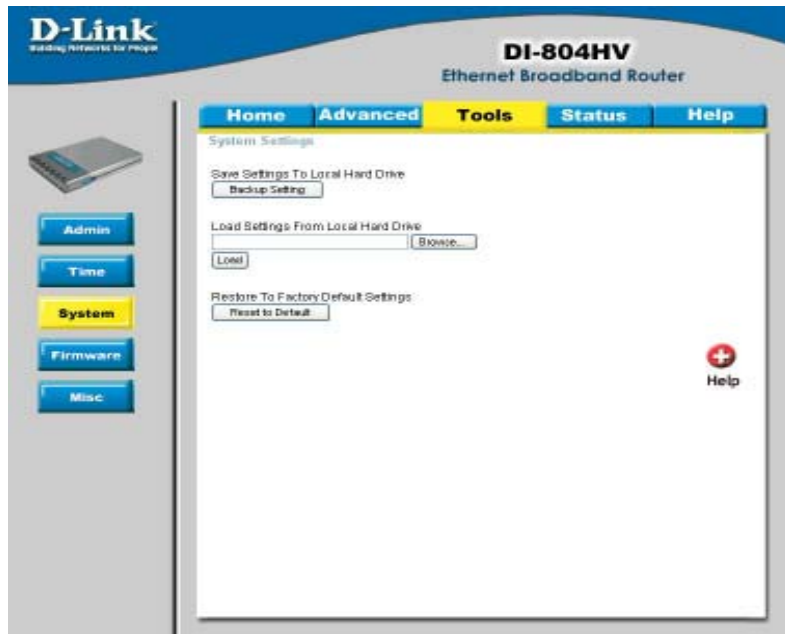 D-Link
Building Networks for People
DI-804HV
Ethernet Broadband Router
Home Advanced Tools Status Help
System Settings
Save Settings To Local Hard Drive
Backup Setting
Admin
Load Settings From Local Hard Drive
Browse...
Load
Time
Restore To Factory Default Settings
Reset to Default
System
Firmware
Help
Misc